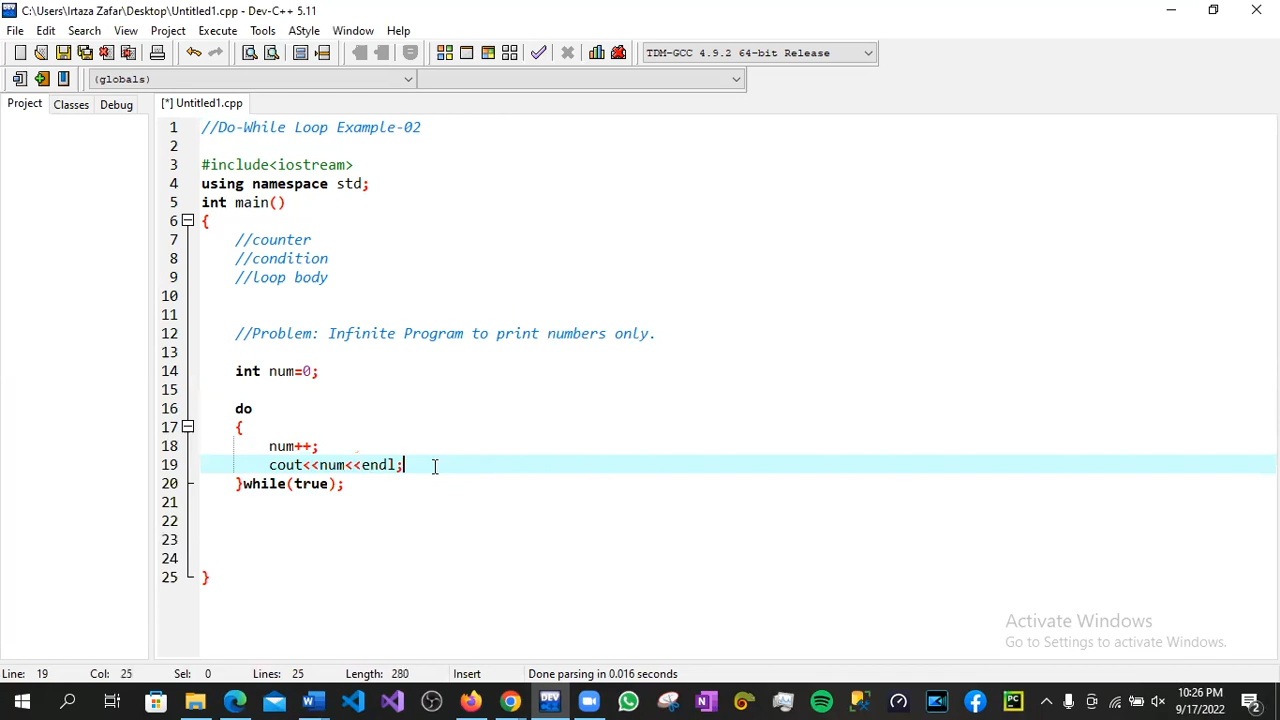 C:\Users\Irtaza Zafar\Desktop\Untitled1.cpp - Dev-C++ 5.11
File Edit Search View Project Execute Tools AStyle Window Help
TDM-GCC 4.9.2 64-bit Release
(globals)
Project Classes Debug [*] Untitled1.cpp
1 //Do-While Loop Example-02
2
3 #include<iostream>
4 using namespace std;
5 int main()
6 {
7 //counter
8 //condition
9 //loop body
10
11
12 //Problem: Infinite Program to print numbers only.
13
14 int num=0;
15
16 do
17 {
18 num++;
19 cout<<num<<endl;
20 }while(true);
21
22
23
24
25 }
Activate Windows
Go to Settings to activate Windows.
Line: 19 Col: 25 Sel: 0 Lines: 25 Length: 280 Insert Done parsing in 0.016 seconds
DEV
PC
10:26 PM
9/17/2022
2